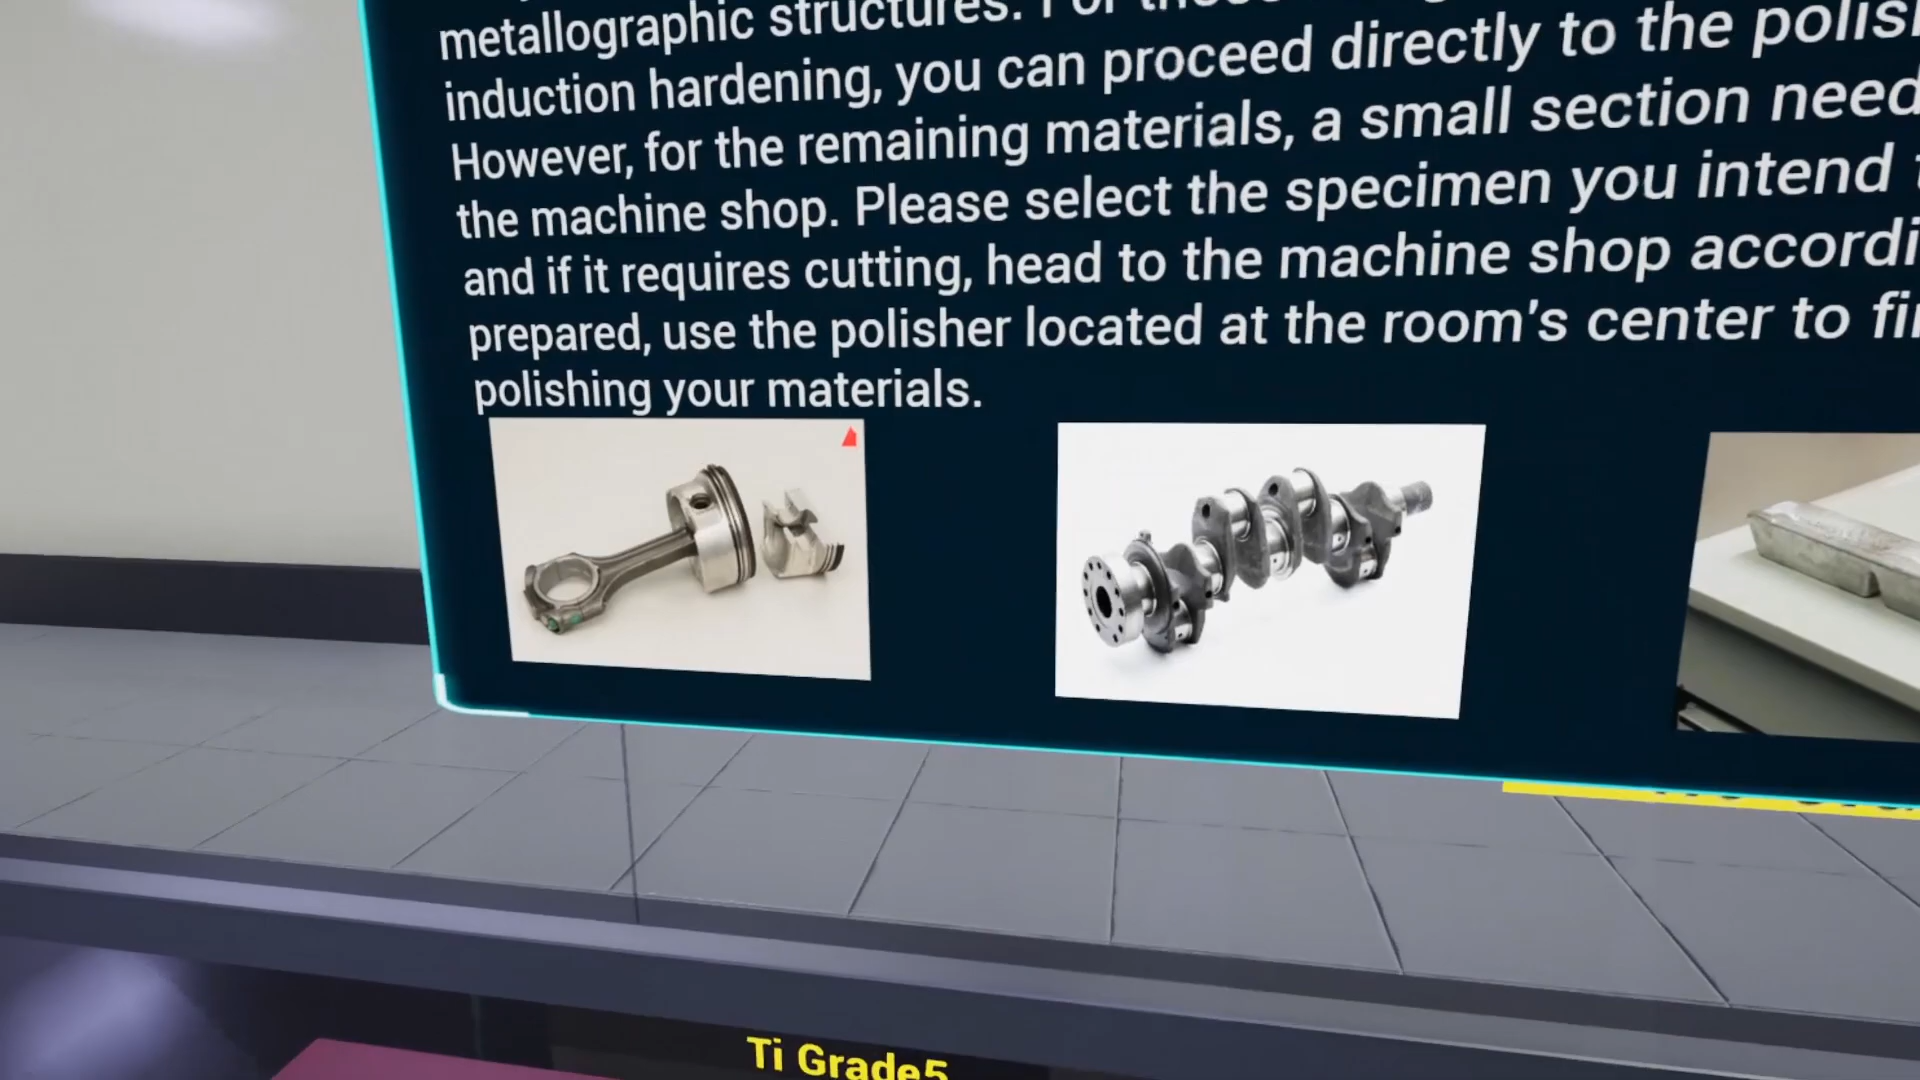 metallographic structures. For
induction hardening, you can proceed directly to the
However, for the remaining materials, a small section
the machine shop. Please select the specimen you intend
and if it requires cutting, head to the machine shop
prepared, use the polisher located at the room's center to
polishing your materials.
Ti Grade5